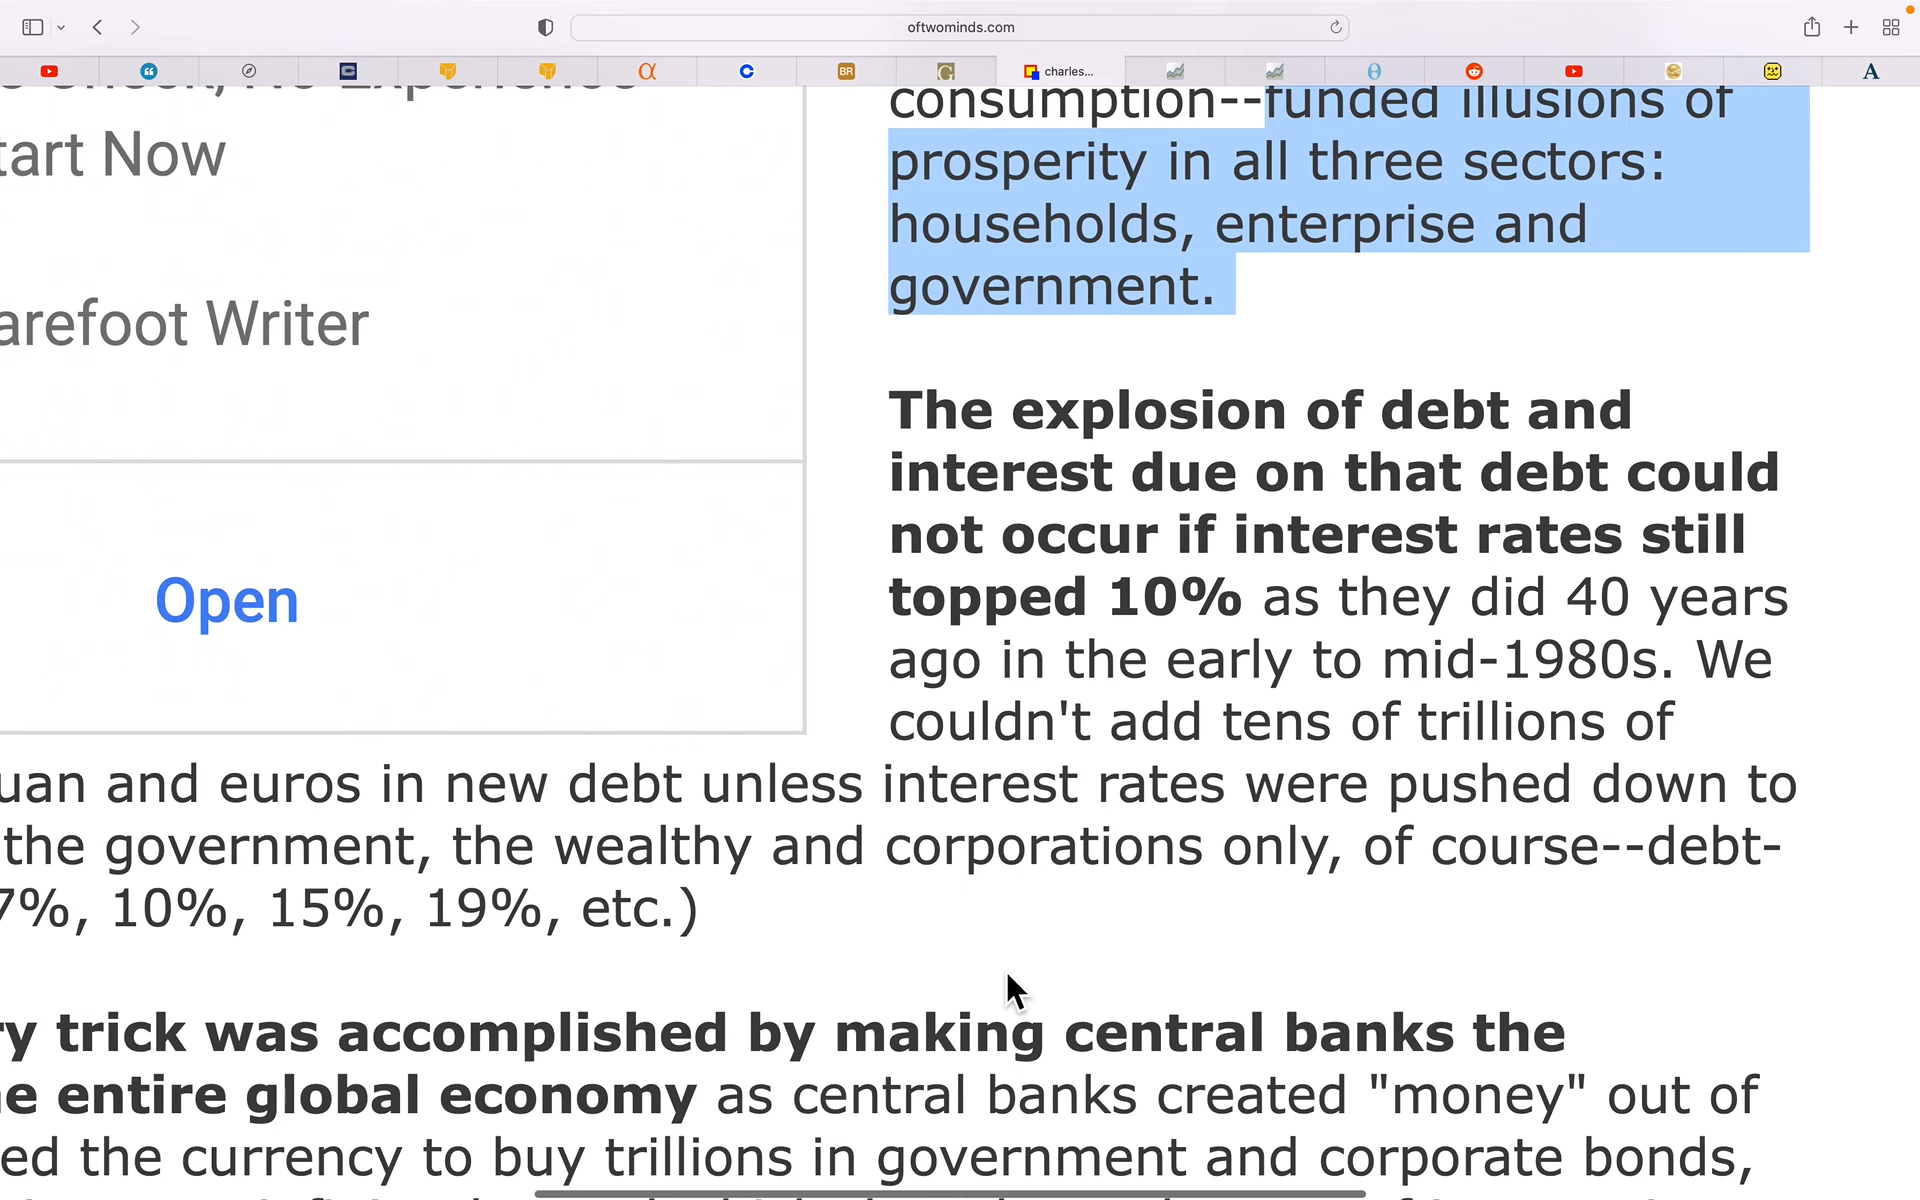 oftwominds.com
BR
charles...
tart Now
arefoot Writer
Open
consumption--funded illusions of
prosperity in all three sectors:
households, enterprise and
government.
The explosion of debt and
interest due on that debt could
not occur if interest rates still
topped 10% as they did 40 years
ago in the early to mid-1980s. We
couldn't add tens of trillions of
uan and euros in new debt unless interest rates were pushed down to
the government, the wealthy and corporations only, of course--debt-
7%, 10%, 15%, 19%, etc.)
ry trick was accomplished by making central banks the
e entire global economy as central banks created "money" out of
ed the currency to buy trillions in government and corporate bonds,